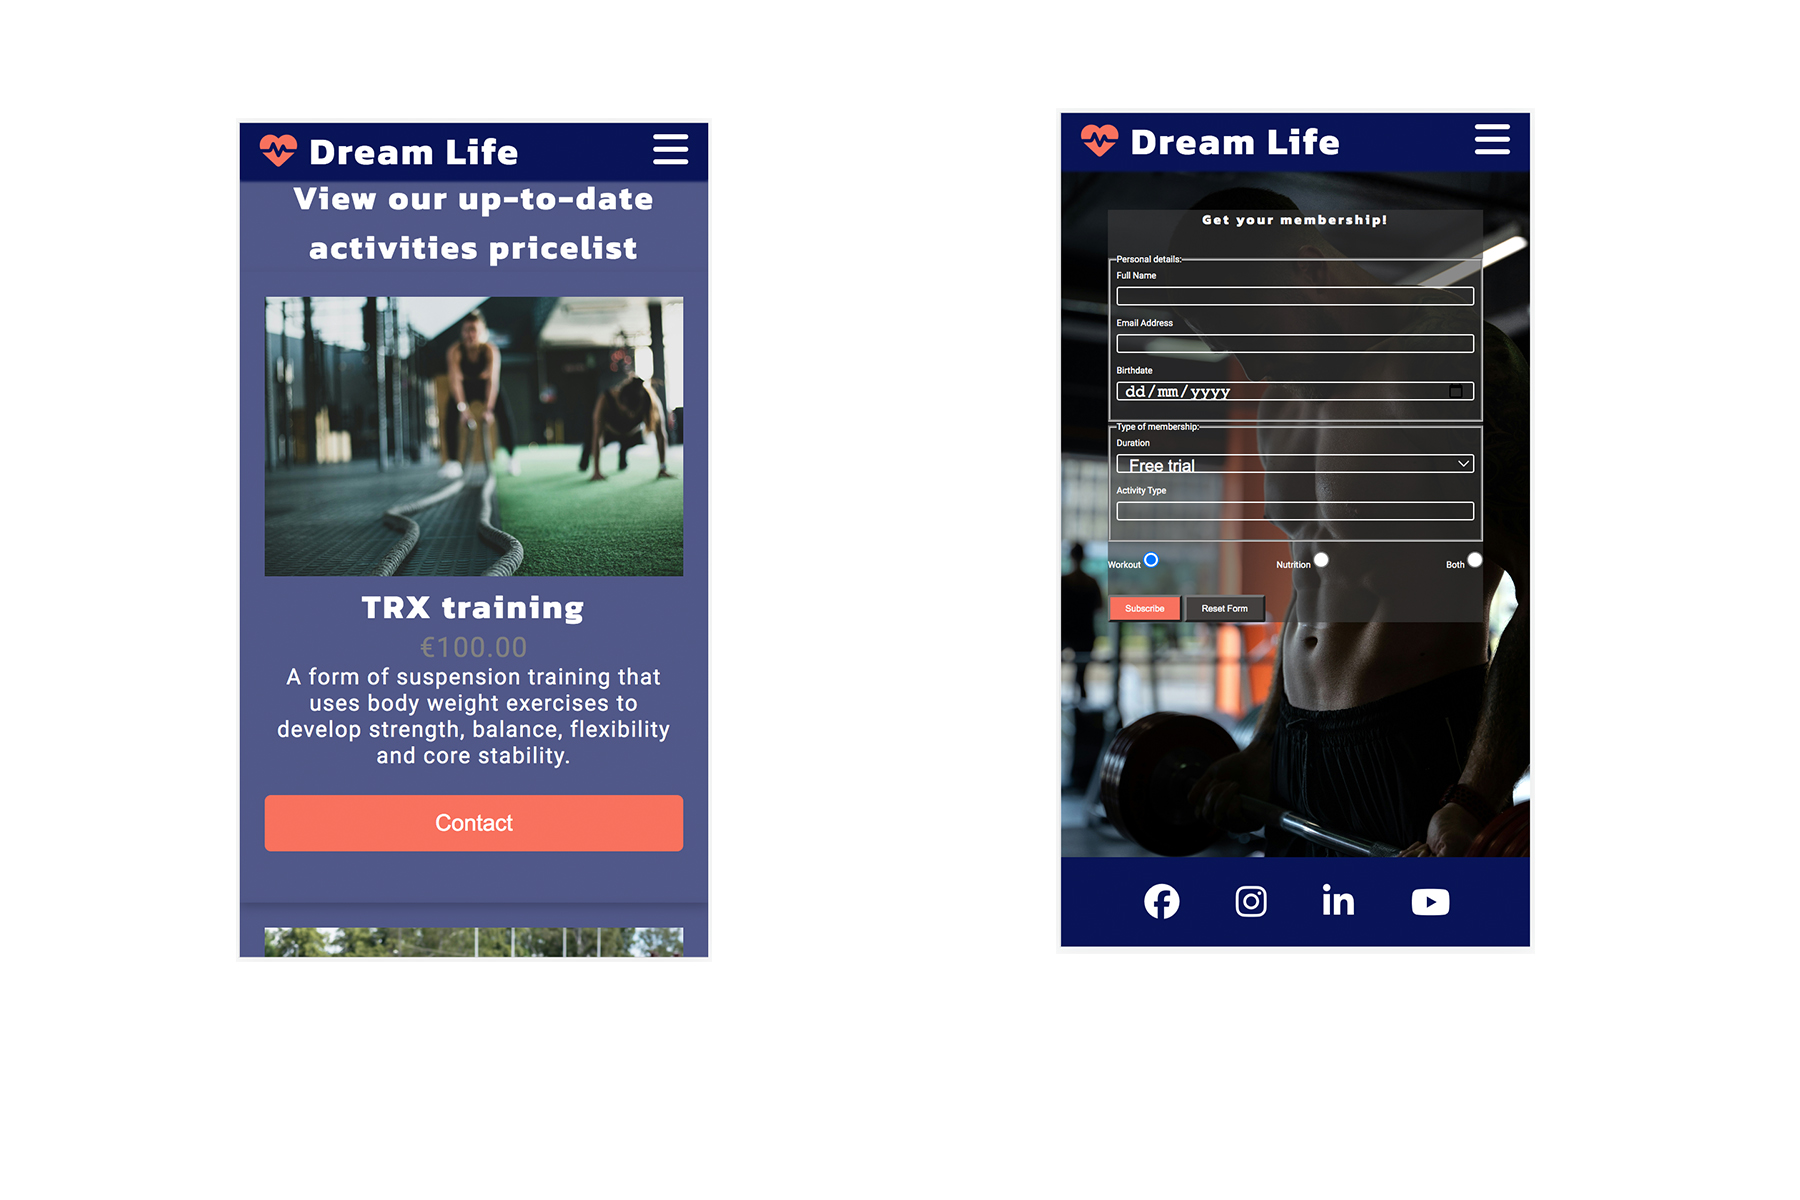 Dream Life
View our up-to-date
activities pricelist
TRX training
€100.00
A form of suspension training that
uses body weight exercises to
develop strength, balance, flexibility
and core stability.
Contact
Dream Life
Get your membership!
Personal details:
Full Name
Email Address
Birthdate
dd/mm/yyyy
Type of membership:
Duration
Free trial
Activity Type
Workout Nutrition Both
Subscribe Reset Form